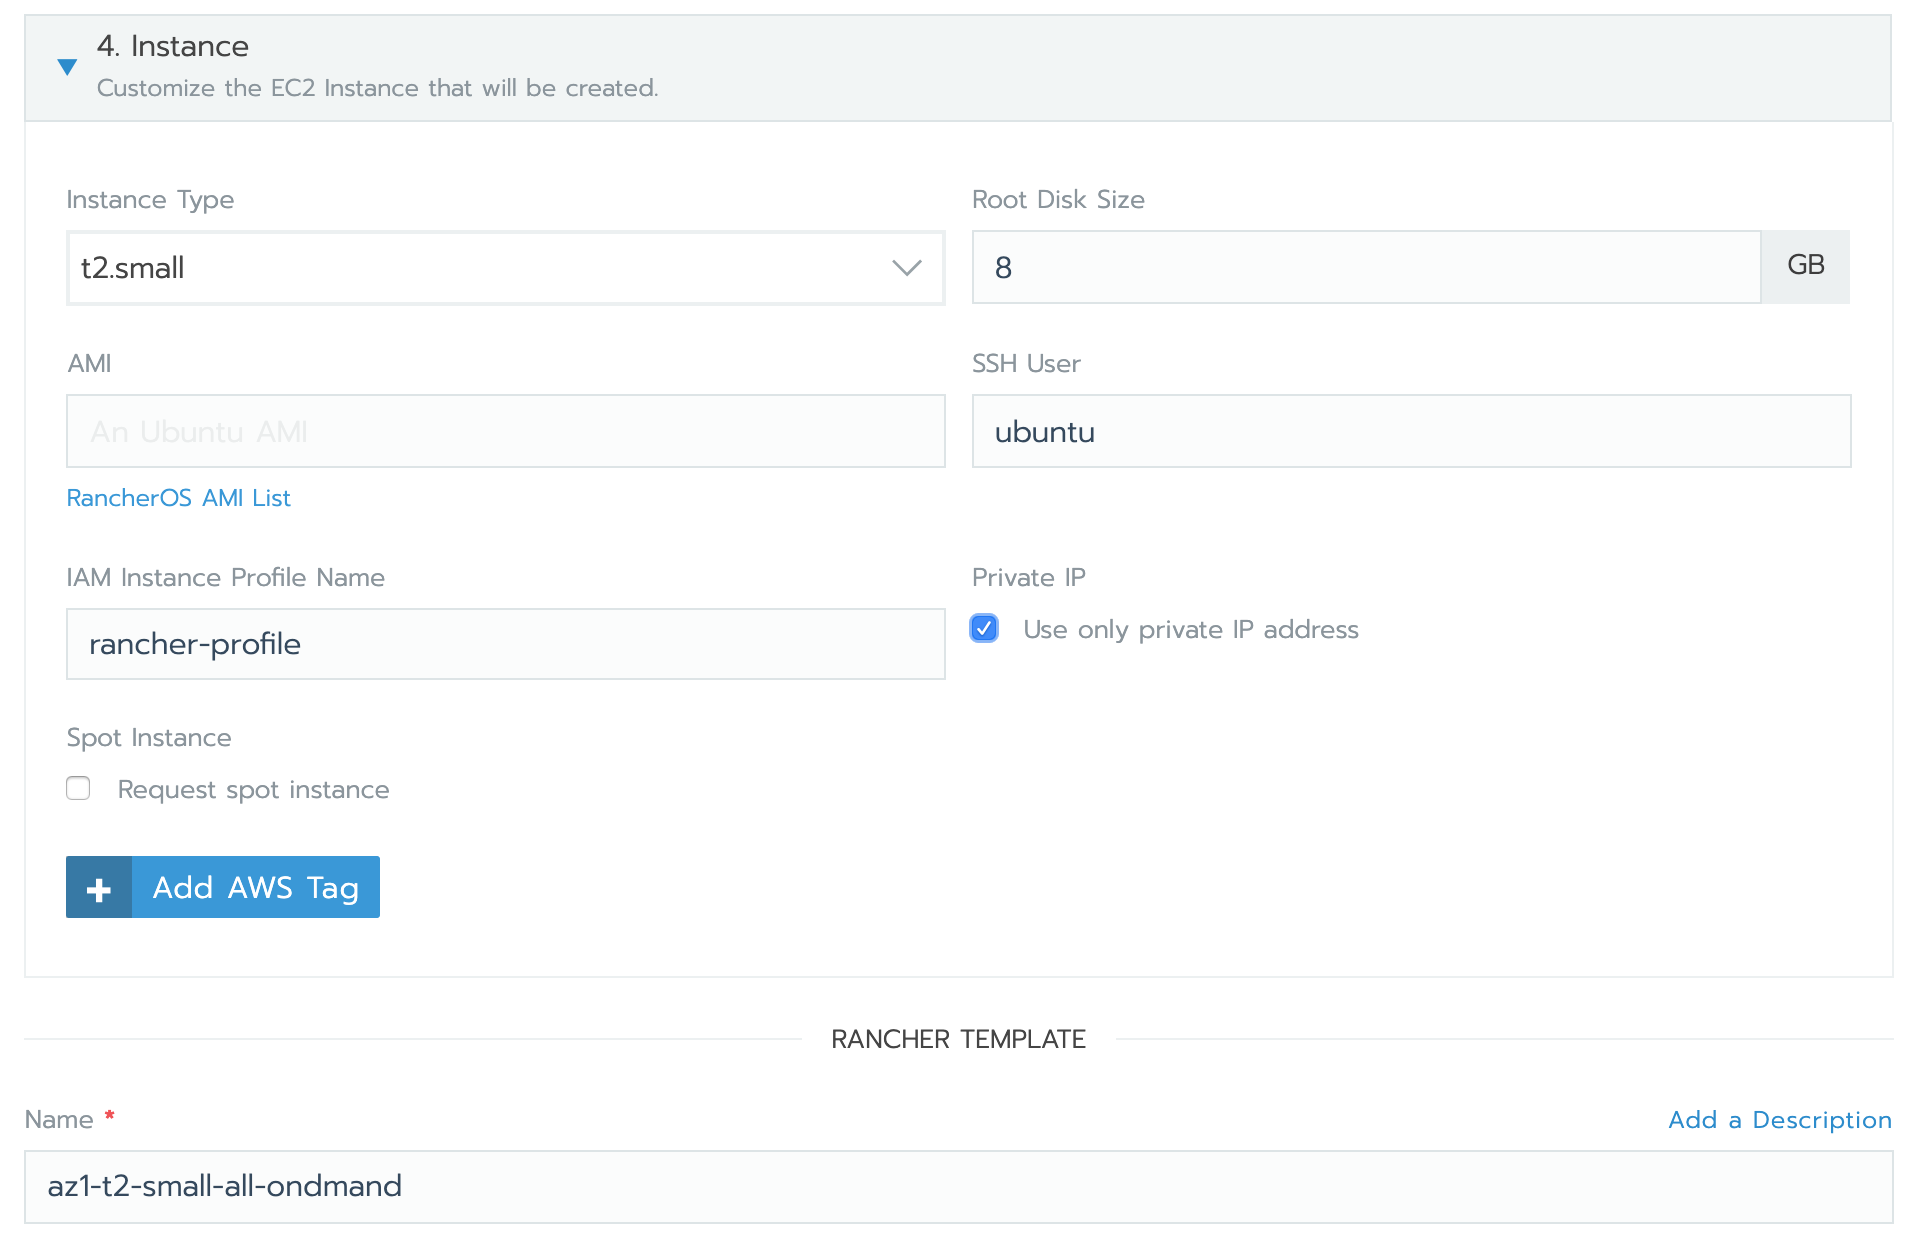 4. Instance
Customize the EC2 Instance that will be created.
Instance Type
Root Disk Size
t2.small
8
GB
AMI
SSH User
An Ubuntu AMI
ubuntu
RancherOS AMI List
IAM Instance Profile Name
Private IP
rancher-profile
Use only private IP address
Spot Instance
Request spot instance
+ Add AWS Tag
RANCHER TEMPLATE
Name *
Add a Description
az1-t2-small-all-ondmand